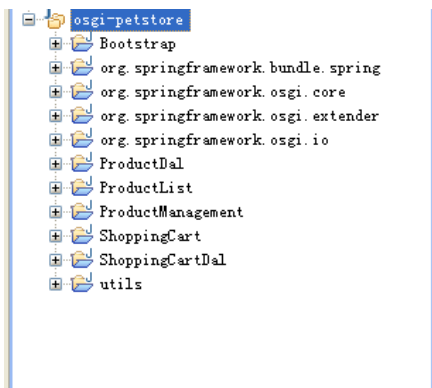 osgi-petstore
Bootstrap
org.springframework.bundle.spring
org.springframework.osgi.core
org.springframework.osgi.extender
org.springframework.osgi.io
ProductDal
ProductList
ProductManagement
ShoppingCart
ShoppingCartDal
utils